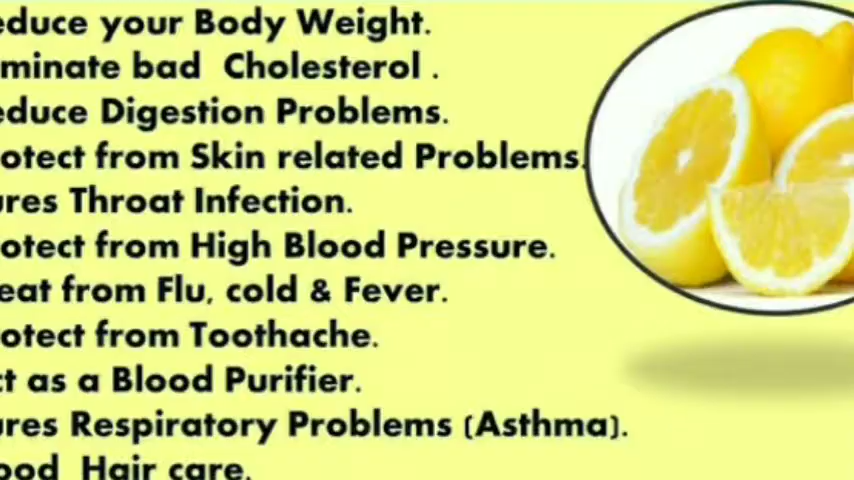 educe your Body Weight.
minate bad Cholesterol .
educe Digestion Problems.
otect from Skin related Problems.
ures Throat Infection.
otect from High Blood Pressure.
eat from Flu, cold & Fever.
otect from Toothache.
ct as a Blood Purifier.
ures Respiratory Problems (Asthma).
ood Hair care.